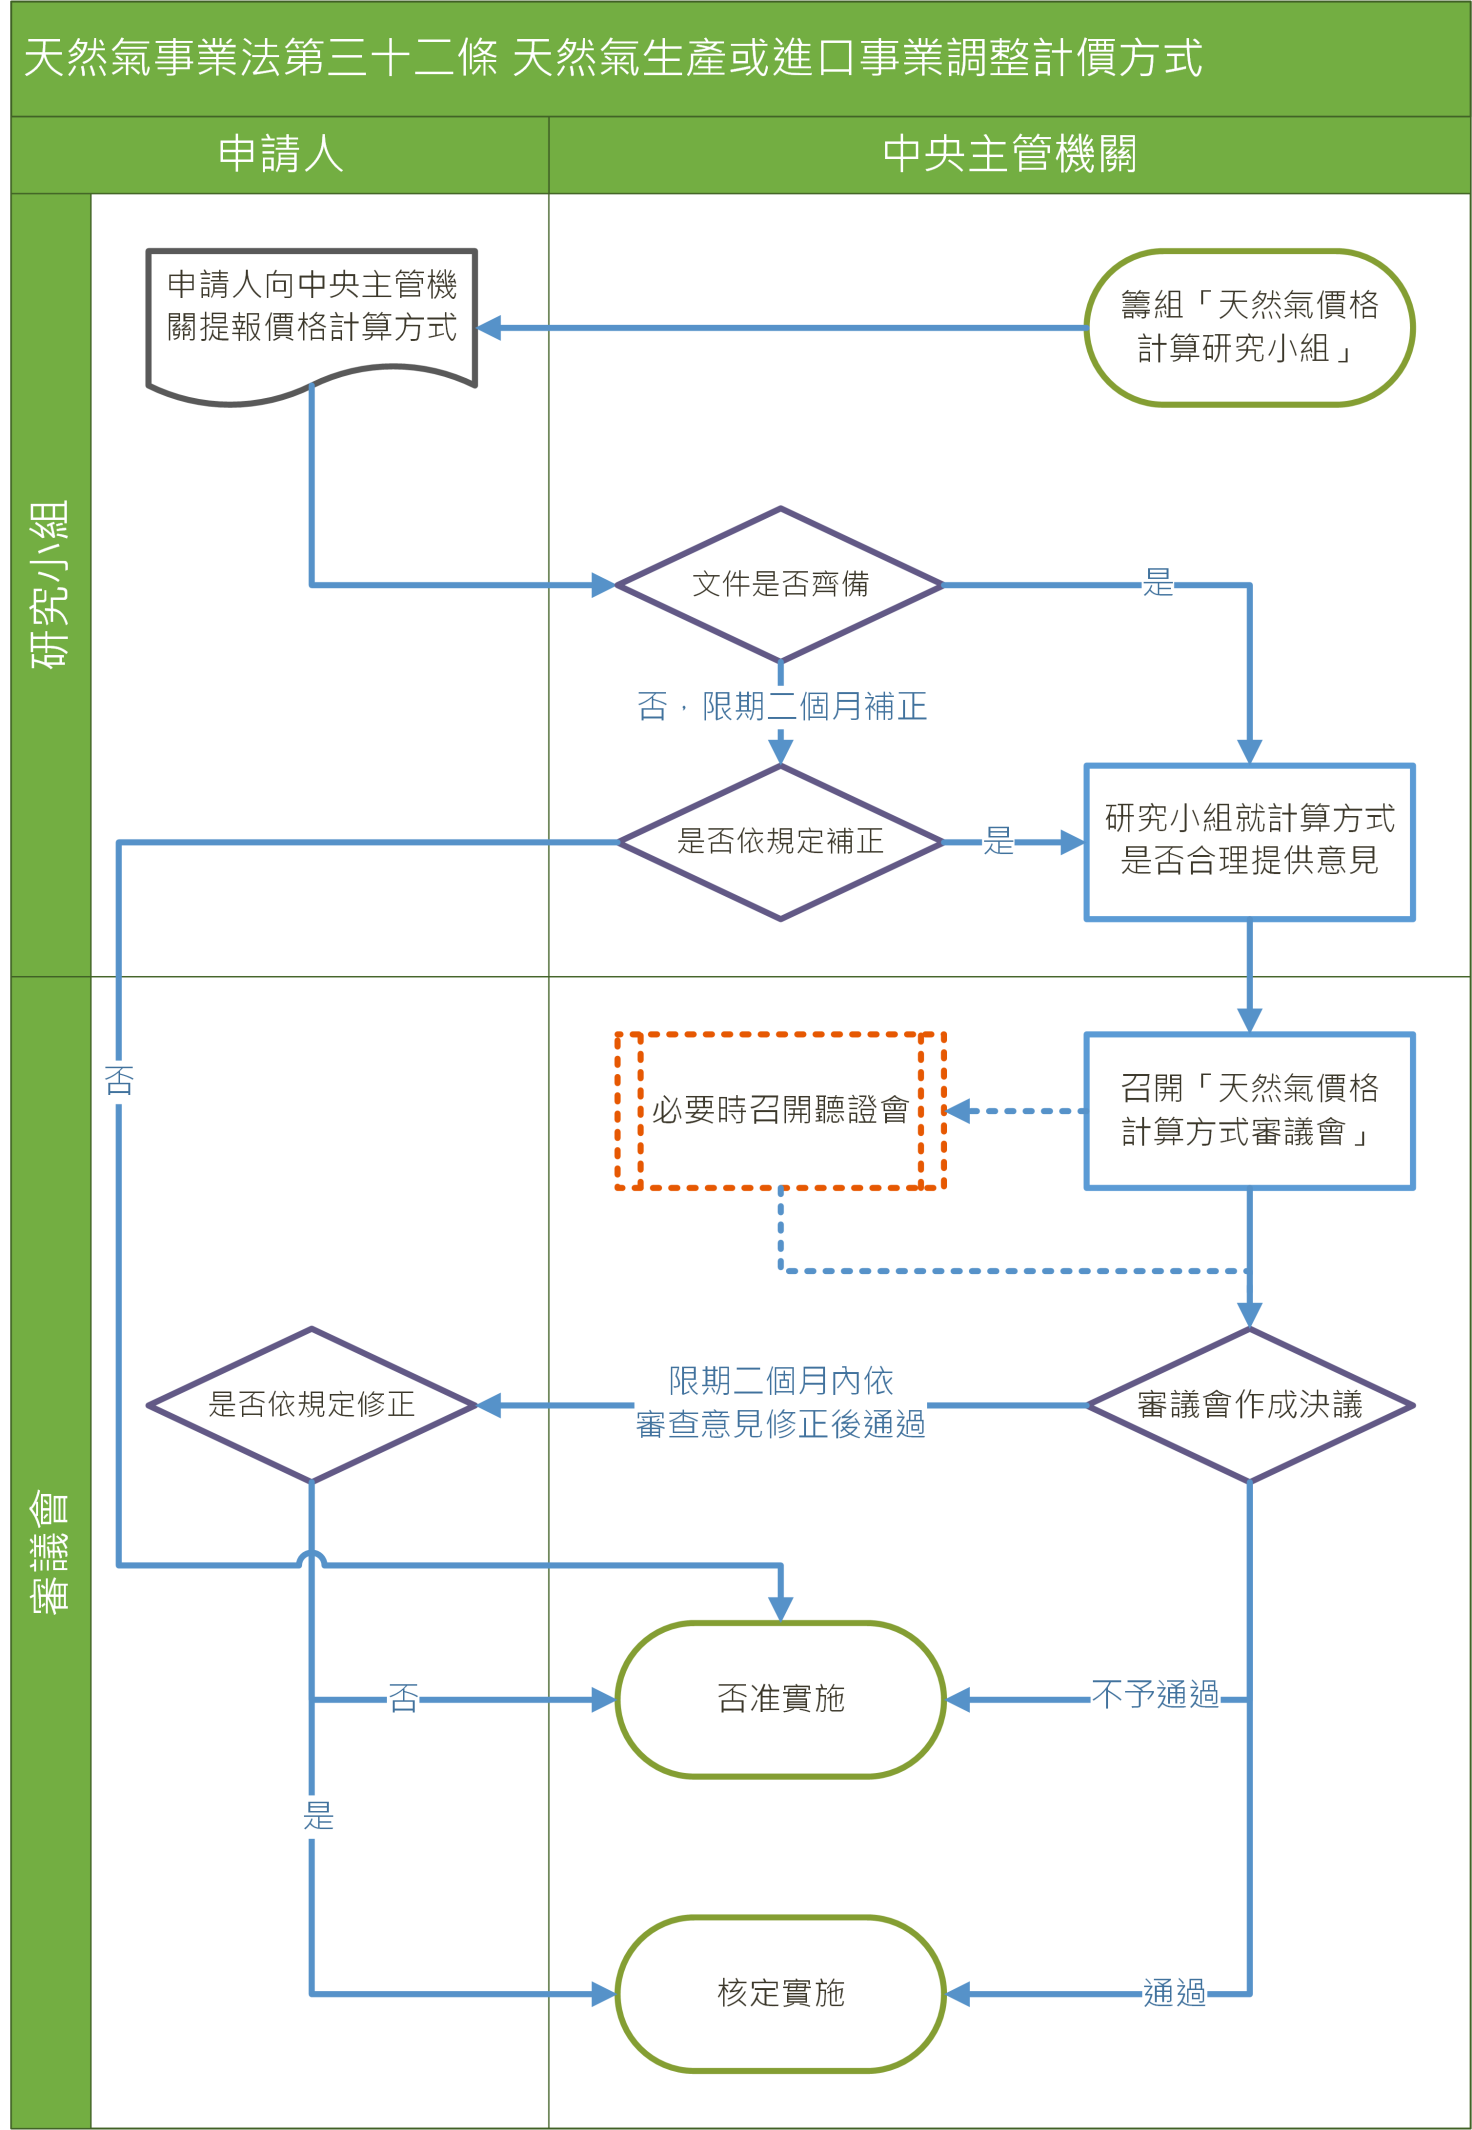 天然氣事業法第三十二條 天然氣生產或進口事業調整計價方式
申請人
中央主管機關
研究小組
申請人向中央主管機
關提報價格計算方式
籌組「天然氣價格
計算研究小組」
文件是否齊備
是
否，限期二個月補正
是否依規定補正
是
研究小組就計算方式
是否合理提供意見
審議會
否
必要時召開聽證會
召開「天然氣價格
計算方式審議會」
是否依規定修正
限期二個月內依
審查意見修正後通過
審議會作成決議
否
否准實施
不予通過
是
核定實施
通過